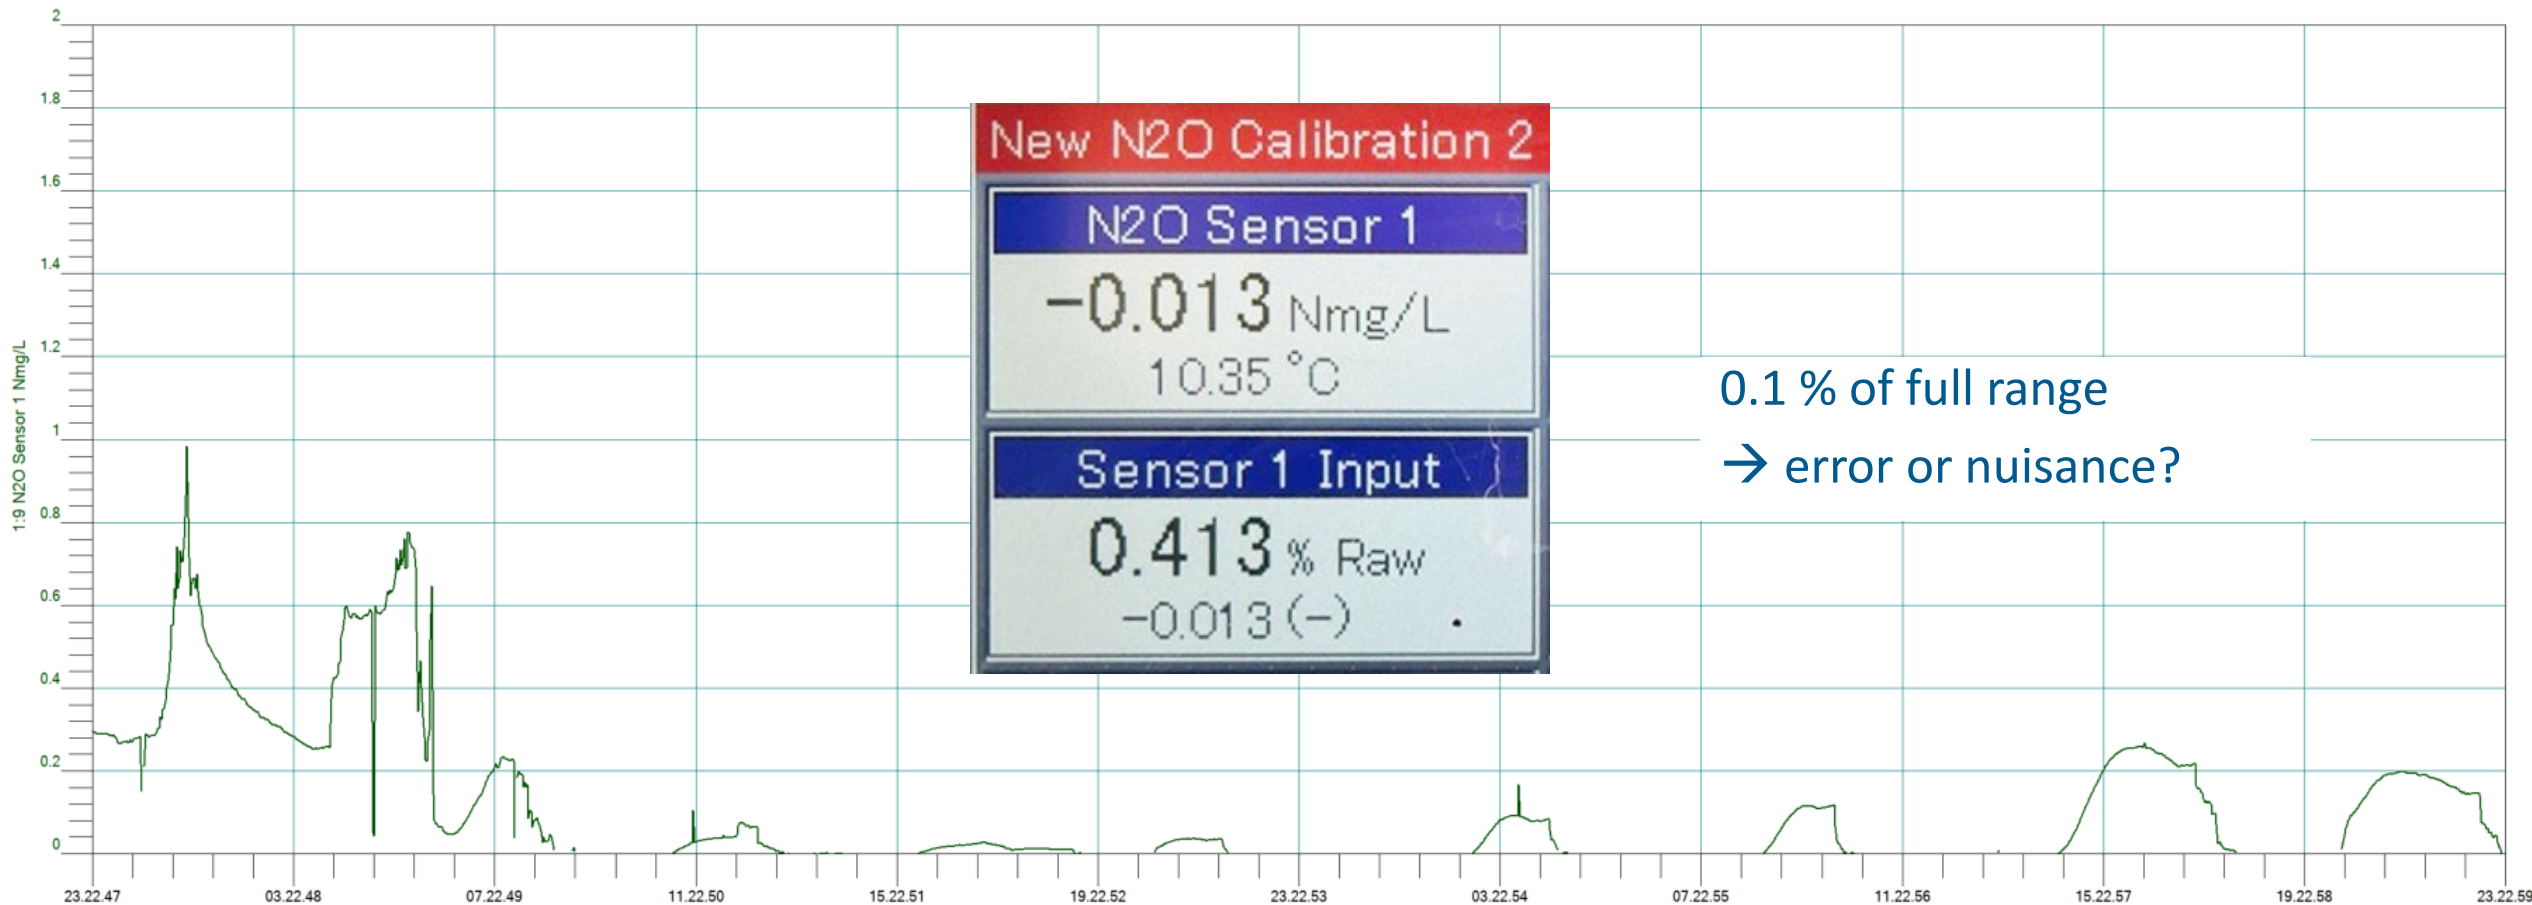 2
1.8
1.6
1.4
1.2
1
0.8
0.6
0.4
0.2
0
1:9 N2O Sensor 1 Nmg/L
New N2O Calibration 2
N2O Sensor 1
-0.013 Nmg/L
10.35 °C
Sensor 1 Input
0.413 % Raw
-0.013 (-)
0.1 % of full range
→ error or nuisance?
23.22.47 03.22.48 07.22.49 11.22.50 15.22.51 19.22.52 23.22.53 03.22.54 07.22.55 11.22.56 15.22.57 19.22.58 23.22.59